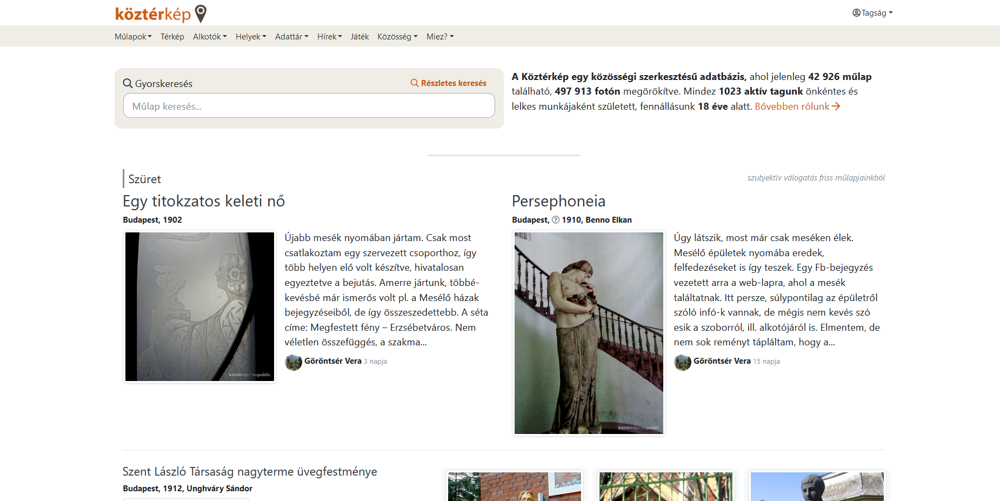 köztérkép
Tagság
Műlapok Térkép Alkotók Helyek Adattár Hírek Játék Közösség Miez?
Gyorskeresés
Részletes keresés
Műlap keresés...
A Köztérkép egy közösségi szerkesztésű adatbázis, ahol jelenleg 42 926 műlap
található, 497 913 fotón megörökítve. Mindez 1023 aktív tagunk önkéntes és
lelkes munkájaként született, fennállásunk 18 éve alatt. Bővebben rólunk
Szüret
szubjektív válogatás friss műlapjainkból
Egy titokzatos keleti nő
Budapest, 1902
köztérkép / mapublic
Újabb mesék nyomában jártam. Csak most
csatlakoztam egy szervezett csoporthoz, így
több helyen elő volt készítve, hivatalosan
egyeztetve a bejutás. Amerre jártunk, többé-
kevésbé már ismerős volt pl. a Mesélő házak
bejegyzéseiből, de így összeszedettebb. A séta
címe: Megfestett fény – Erzsébetváros. Nem
véletlen összefüggés, a szakma...
Göröntsér Vera 3 napja
Persephoneia
Budapest, 1910, Benno Elkan
köztérkép / mapublic
Úgy látszik, most már csak meséken élek.
Mesélő épületek nyomába eredek,
felfedezéseket is így teszek. Egy Fb-bejegyzés
vezetett arra a web-lapra, ahol a mesék
találtatnak. Itt persze, súlypontilag az épületről
szóló infó-k vannak, de mégis nem kevés szó
esik a szoborról, ill. alkotójáról is. Elmentem, de
nem sok reményt tápláltam, hogy a...
Göröntsér Vera 15 napja
Szent László Társaság nagyterme üvegfestménye
Budapest, 1912, Unghváry Sándor